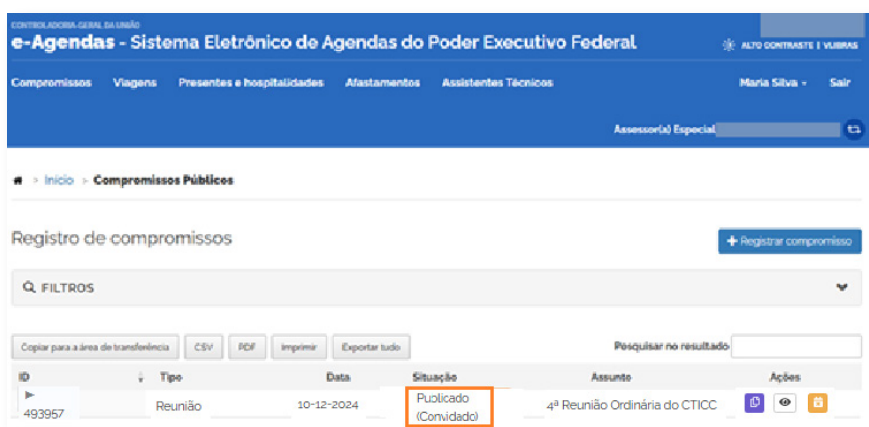 CONTROLADORIA-GERAL DA UNIÃO
e-Agendas - Sistema Eletrônico de Agendas do Poder Executivo Federal
ALTO CONTRASTE | VLIBRAS
Compromissos Viagens Presentes e hospitalidades Afastamentos Assistentes Técnicos Maria Silva Sair
Assessor(a) Especial
> Início > Compromissos Públicos
Registro de compromissos
+ Registrar compromisso
FILTROS
Copiar para a área de transferência CSV PDF Imprimir Exportar tudo Pesquisar no resultado
ID Tipo Data Situação Assunto Ações
493957 Reunião 10-12-2024 Publicado 4ª Reunião Ordinária do CTICC
(Convidado)